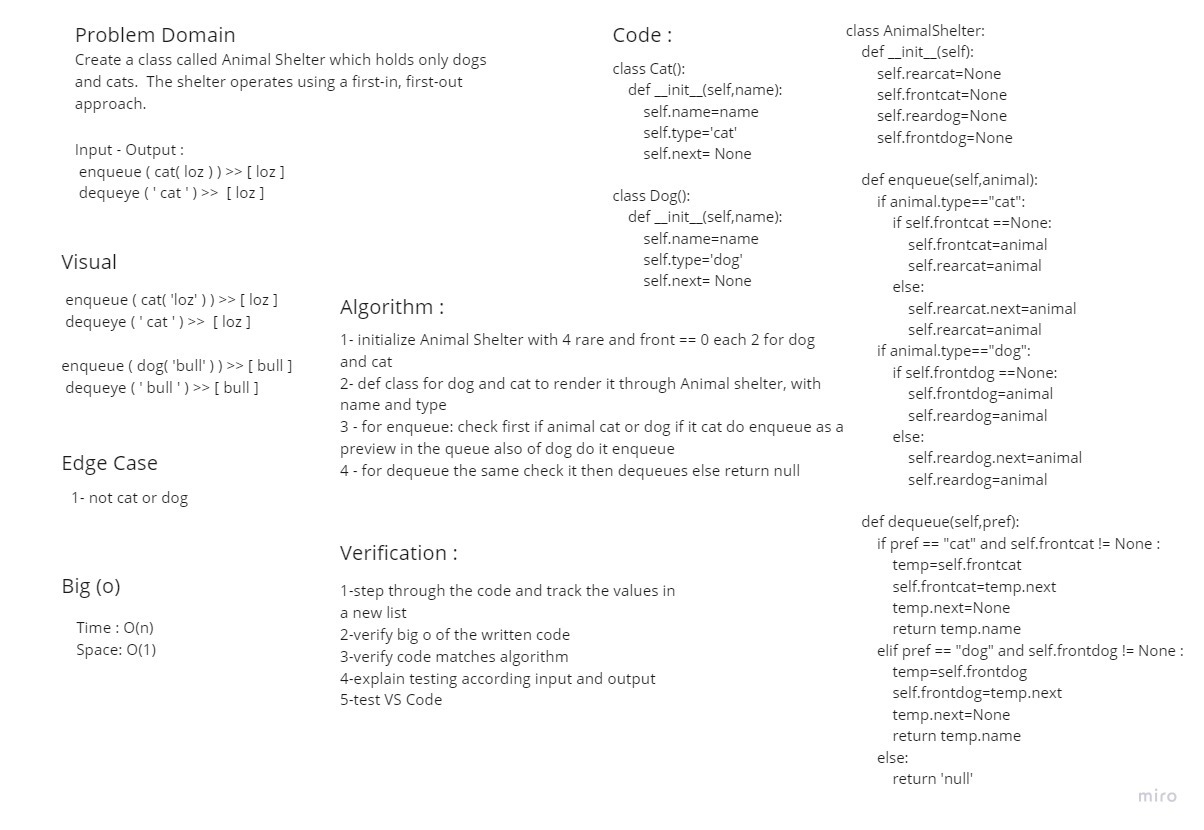 Problem Domain
Create a class called Animal Shelter which holds only dogs
and cats.  The shelter operates using a first-in, first-out
approach.
Input - Output :
enqueue ( cat( loz ) ) >> [ loz ]
dequeye ( ' cat ' ) >>  [ loz ]
Visual
enqueue ( cat( 'loz' ) ) >> [ loz ]
dequeye ( ' cat ' ) >>  [ loz ]
enqueue ( dog( 'bull' ) ) >> [ bull ]
dequeye ( ' bull ' ) >> [ bull ]
Edge Case
1- not cat or dog
Big (o)
Time : O(n)
Space: O(1)
Algorithm :
1- initialize Animal Shelter with 4 rare and front == 0 each 2 for dog
and cat
2- def class for dog and cat to render it through Animal shelter, with
name and type
3 - for enqueue: check first if animal cat or dog if it cat do enqueue as a
preview in the queue also of dog do it enqueue
4 - for dequeue the same check it then dequeues else return null
Verification :
1-step through the code and track the values in
a new list
2-verify big o of the written code
3-verify code matches algorithm
4-explain testing according input and output
5-test VS Code
Code :
class Cat():
def __init__(self,name):
self.name=name
self.type='cat'
self.next= None
class Dog():
def __init__(self,name):
self.name=name
self.type='dog'
self.next= None
class AnimalShelter:
def __init__(self):
self.rearcat=None
self.frontcat=None
self.reardog=None
self.frontdog=None
def enqueue(self,animal):
if animal.type=="cat":
if self.frontcat ==None:
self.frontcat=animal
self.rearcat=animal
else:
self.rearcat.next=animal
self.rearcat=animal
if animal.type=="dog":
if self.frontdog ==None:
self.frontdog=animal
self.reardog=animal
else:
self.reardog.next=animal
self.reardog=animal
def dequeue(self,pref):
if pref == "cat" and self.frontcat != None :
temp=self.frontcat
self.frontcat=temp.next
temp.next=None
return temp.name
elif pref == "dog" and self.frontdog != None :
temp=self.frontdog
self.frontdog=temp.next
temp.next=None
return temp.name
else:
return 'null'
miro